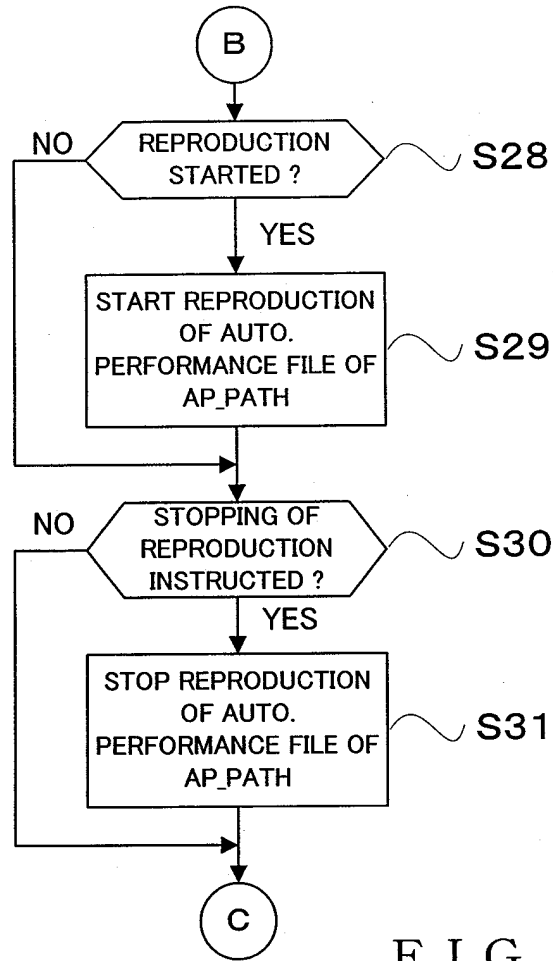 B
NO
REPRODUCTION
STARTED ?
S28
YES
START REPRODUCTION
OF AUTO.
PERFORMANCE FILE OF
AP_PATH
S29
NO
STOPPING OF
REPRODUCTION
INSTRUCTED ?
S30
YES
STOP REPRODUCTION
OF AUTO.
PERFORMANCE FILE OF
AP_PATH
S31
C
FIG